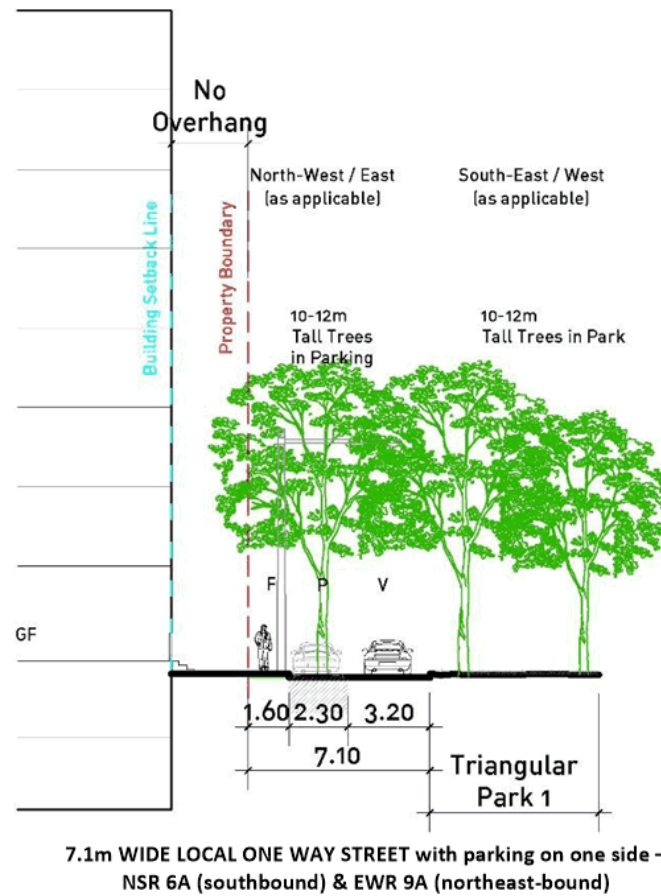 No
Overhang
North-West / East
(as applicable)
South-East / West
(as applicable)
Building Setback Line
Property Boundary
10-12m
Tall Trees
in Parking
10-12m
Tall Trees in Park
F
P
V
GF
1.60
2.30
3.20
7.10
Triangular
Park 1
7.1m WIDE LOCAL ONE WAY STREET with parking on one side –
NSR 6A (southbound) & EWR 9A (northeast-bound)